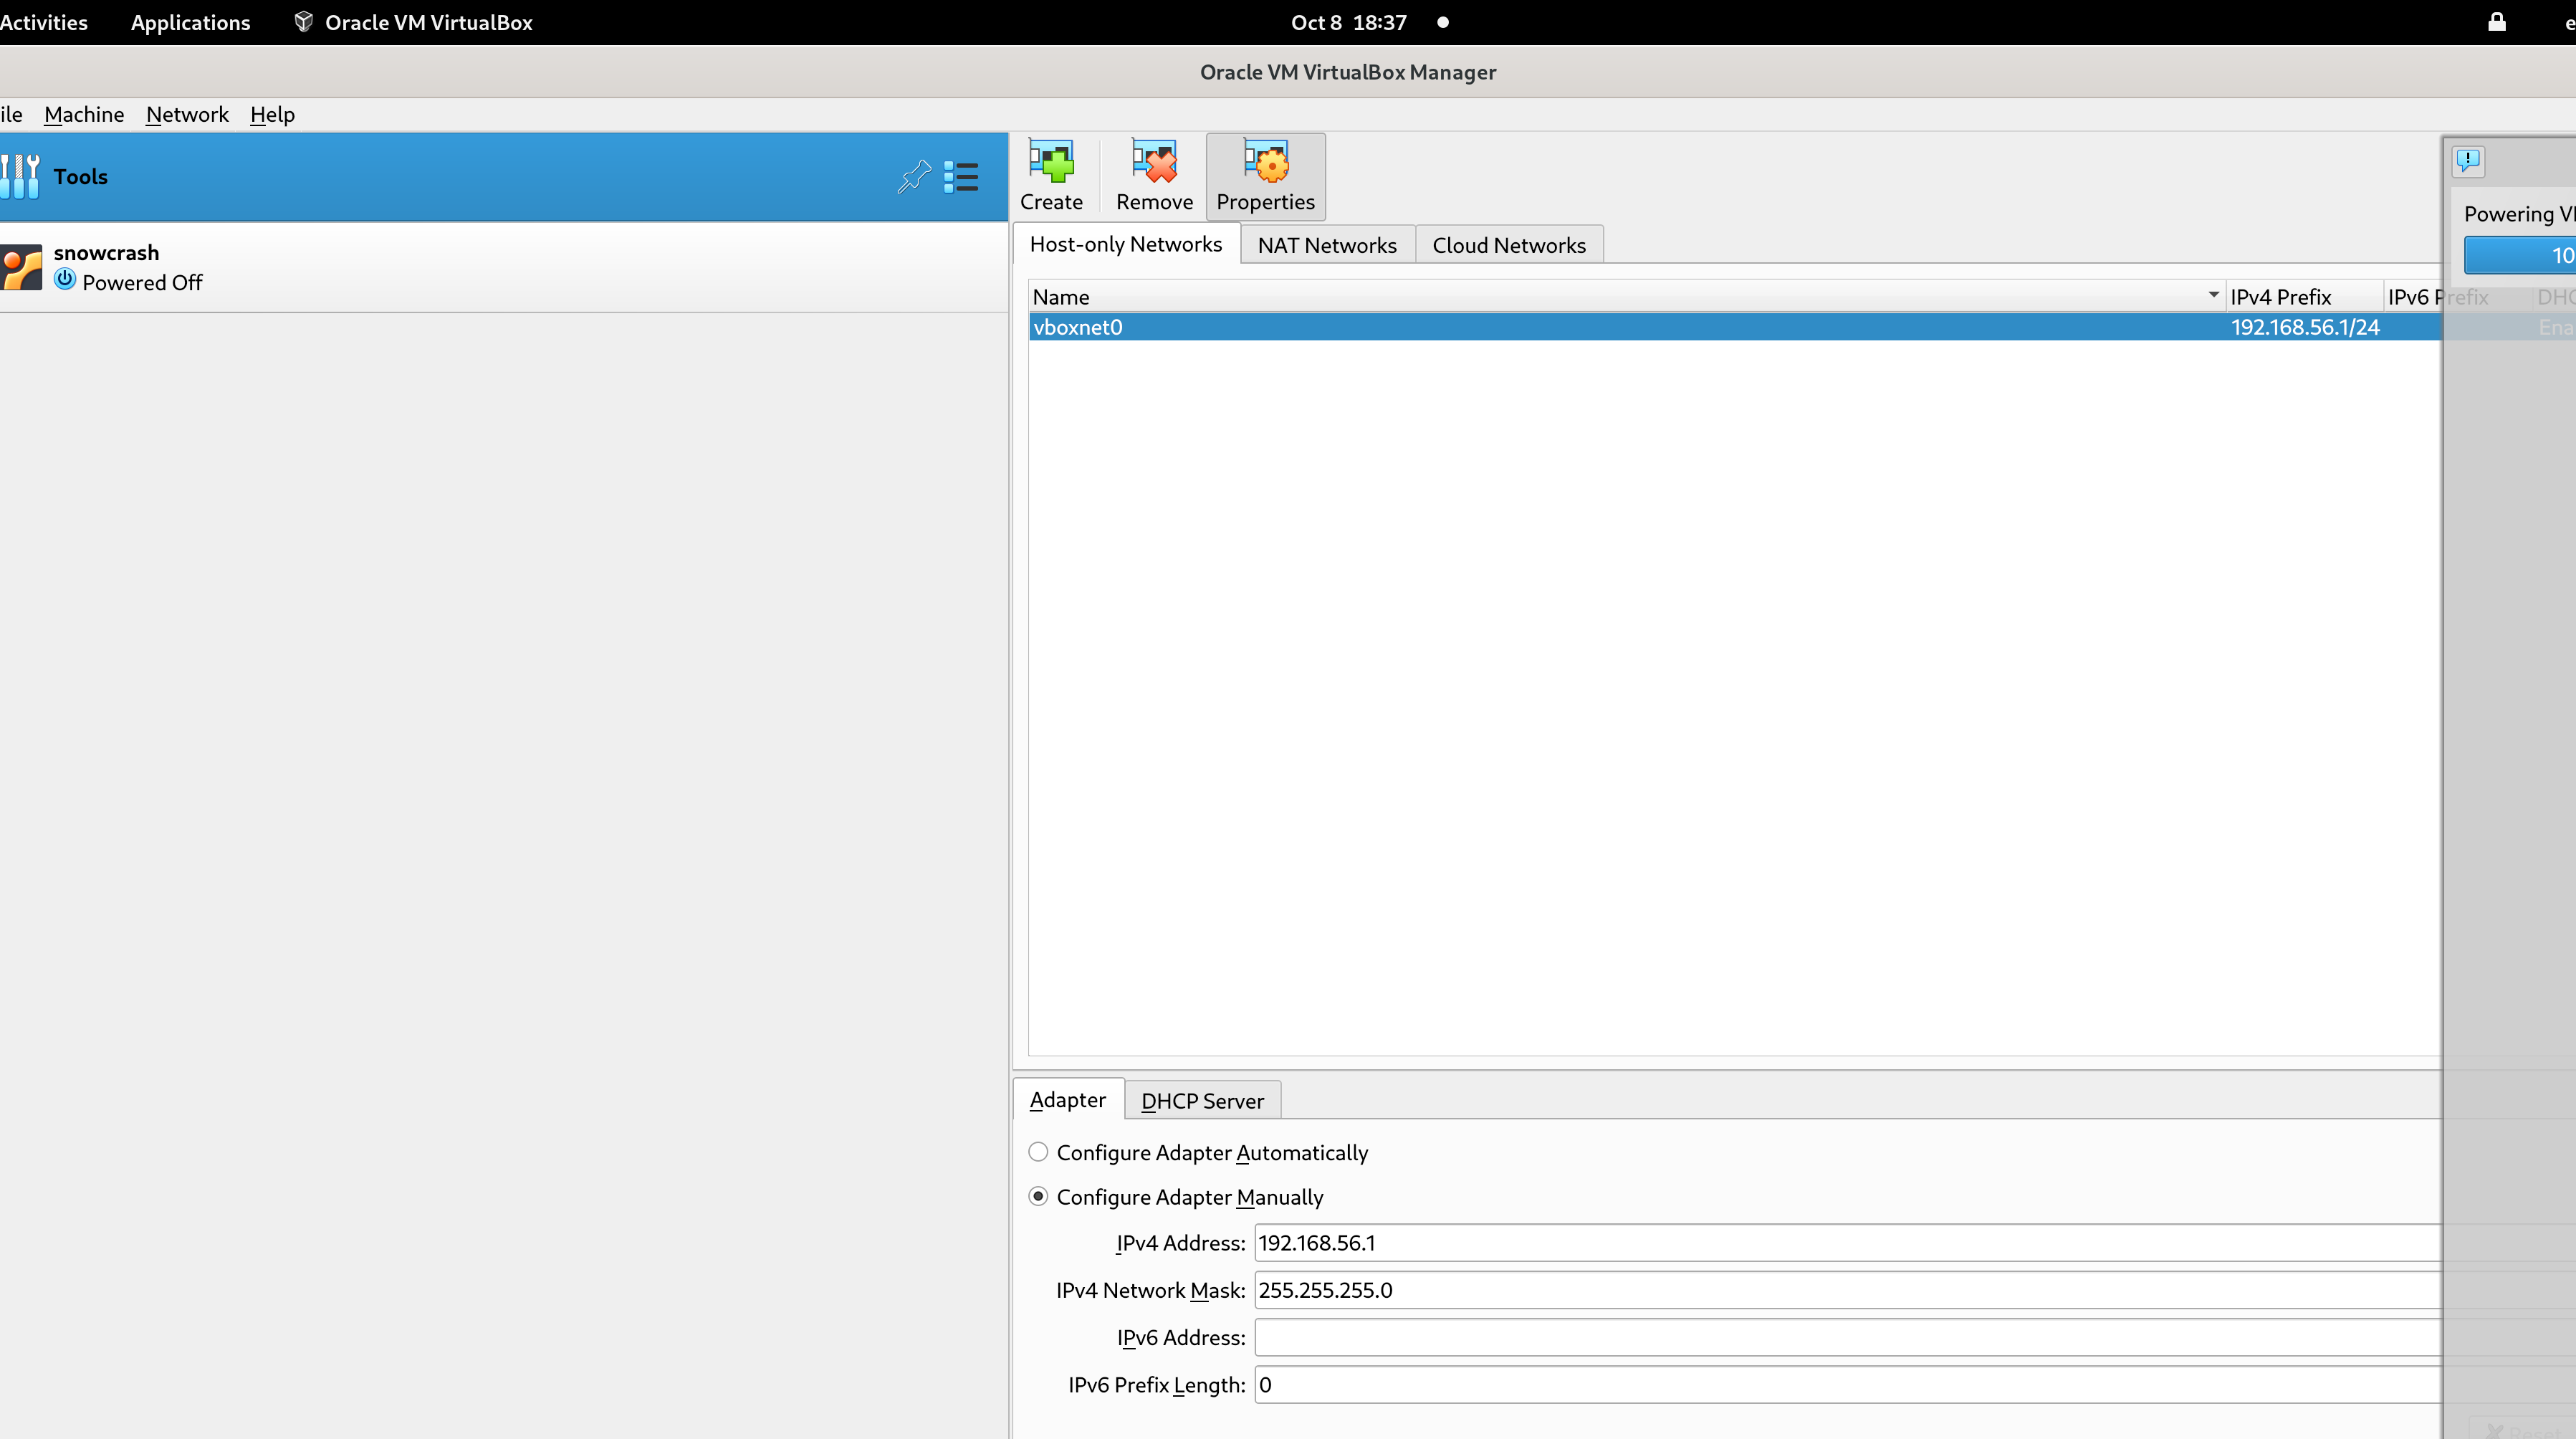 Activities Applications Oracle VM VirtualBox Oct 8 18:37
Oracle VM VirtualBox Manager
ile Machine Network Help
Tools
snowcrash
Powered Off
Create Remove Properties
Host-only Networks NAT Networks Cloud Networks
Name IPv4 Prefix IPv6 Prefix DHC
vboxnet0 192.168.56.1/24 Ena
Powering V
10
Adapter DHCP Server
Configure Adapter Automatically
Configure Adapter Manually
IPv4 Address: 192.168.56.1
IPv4 Network Mask: 255.255.255.0
IPv6 Address:
IPv6 Prefix Length: 0